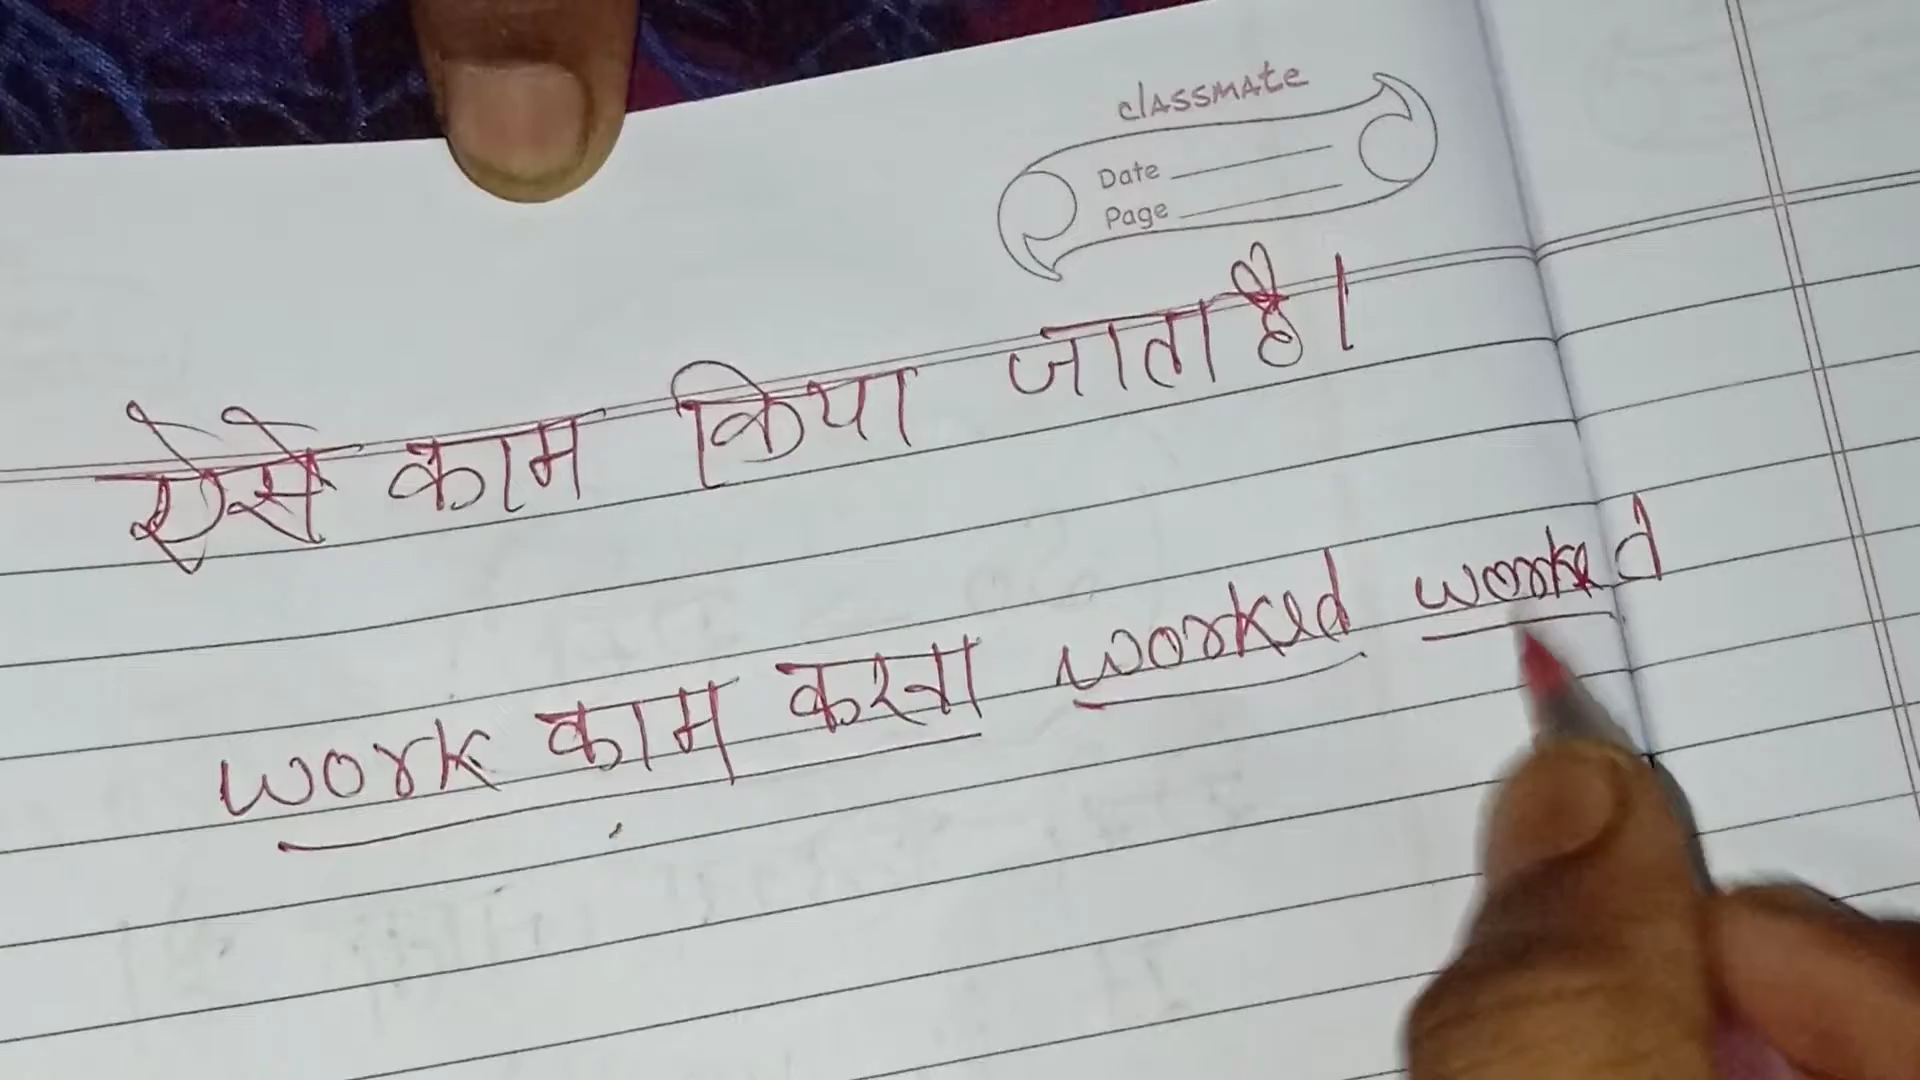 classmate
Date
Page
ऐसे काम किया जाता है।
work काम करना worked worked